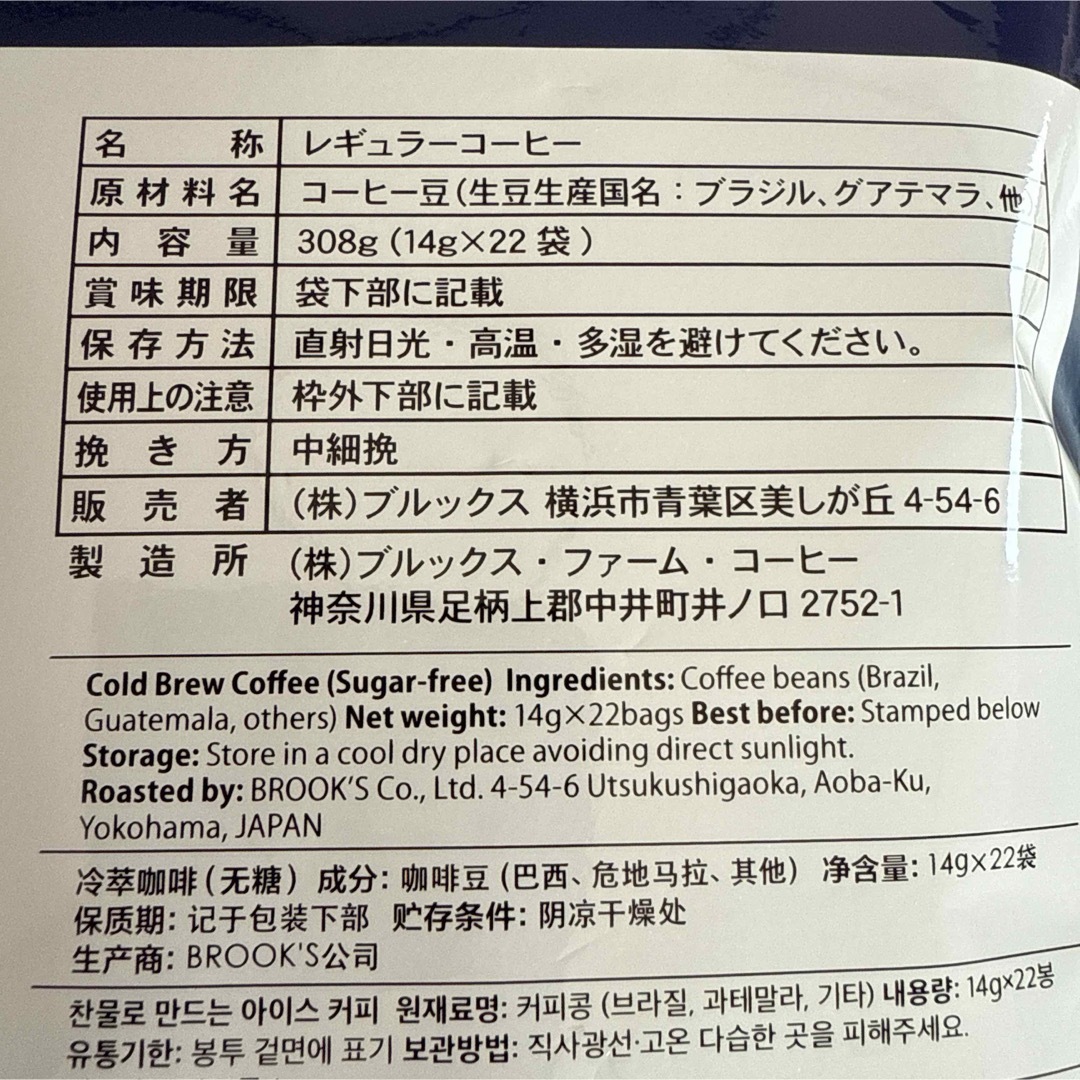 名称 レギュラーコーヒー
原材料名 コーヒー豆(生豆生産国名：ブラジル、グアテマラ、他
内容量 308g (14g×22袋)
賞味期限 袋下部に記載
保存方法 直射日光・高温・多湿を避けてください。
使用上の注意 枠外下部に記載
挽き方 中細挽
販売者 (株)ブルックス 横浜市青葉区美しが丘 4-54-6
製造所 (株)ブルックス・ファーム・コーヒー
神奈川県足柄上郡中井町井ノ口 2752-1
Cold Brew Coffee (Sugar-free) Ingredients: Coffee beans (Brazil,
Guatemala, others) Net weight: 14g×22bags Best before: Stamped below
Storage: Store in a cool dry place avoiding direct sunlight.
Roasted by: BROOK'S Co., Ltd. 4-54-6 Utsukushigaoka, Aoba-Ku,
Yokohama, JAPAN
冷萃咖啡(无糖) 成分: 咖啡豆(巴西、危地马拉、其他) 净含量: 14g×22袋
保质期: 记于包装下部 贮存条件: 阴凉干燥处
生产商: BROOK'S公司
찬물로 만드는 아이스 커피 원재료명: 커피콩 (브라질, 과테말라, 기타) 내용량: 14g×22봉
유통기한: 봉투 겉면에 표기 보관방법: 직사광선·고온 다습한 곳을 피해주세요.